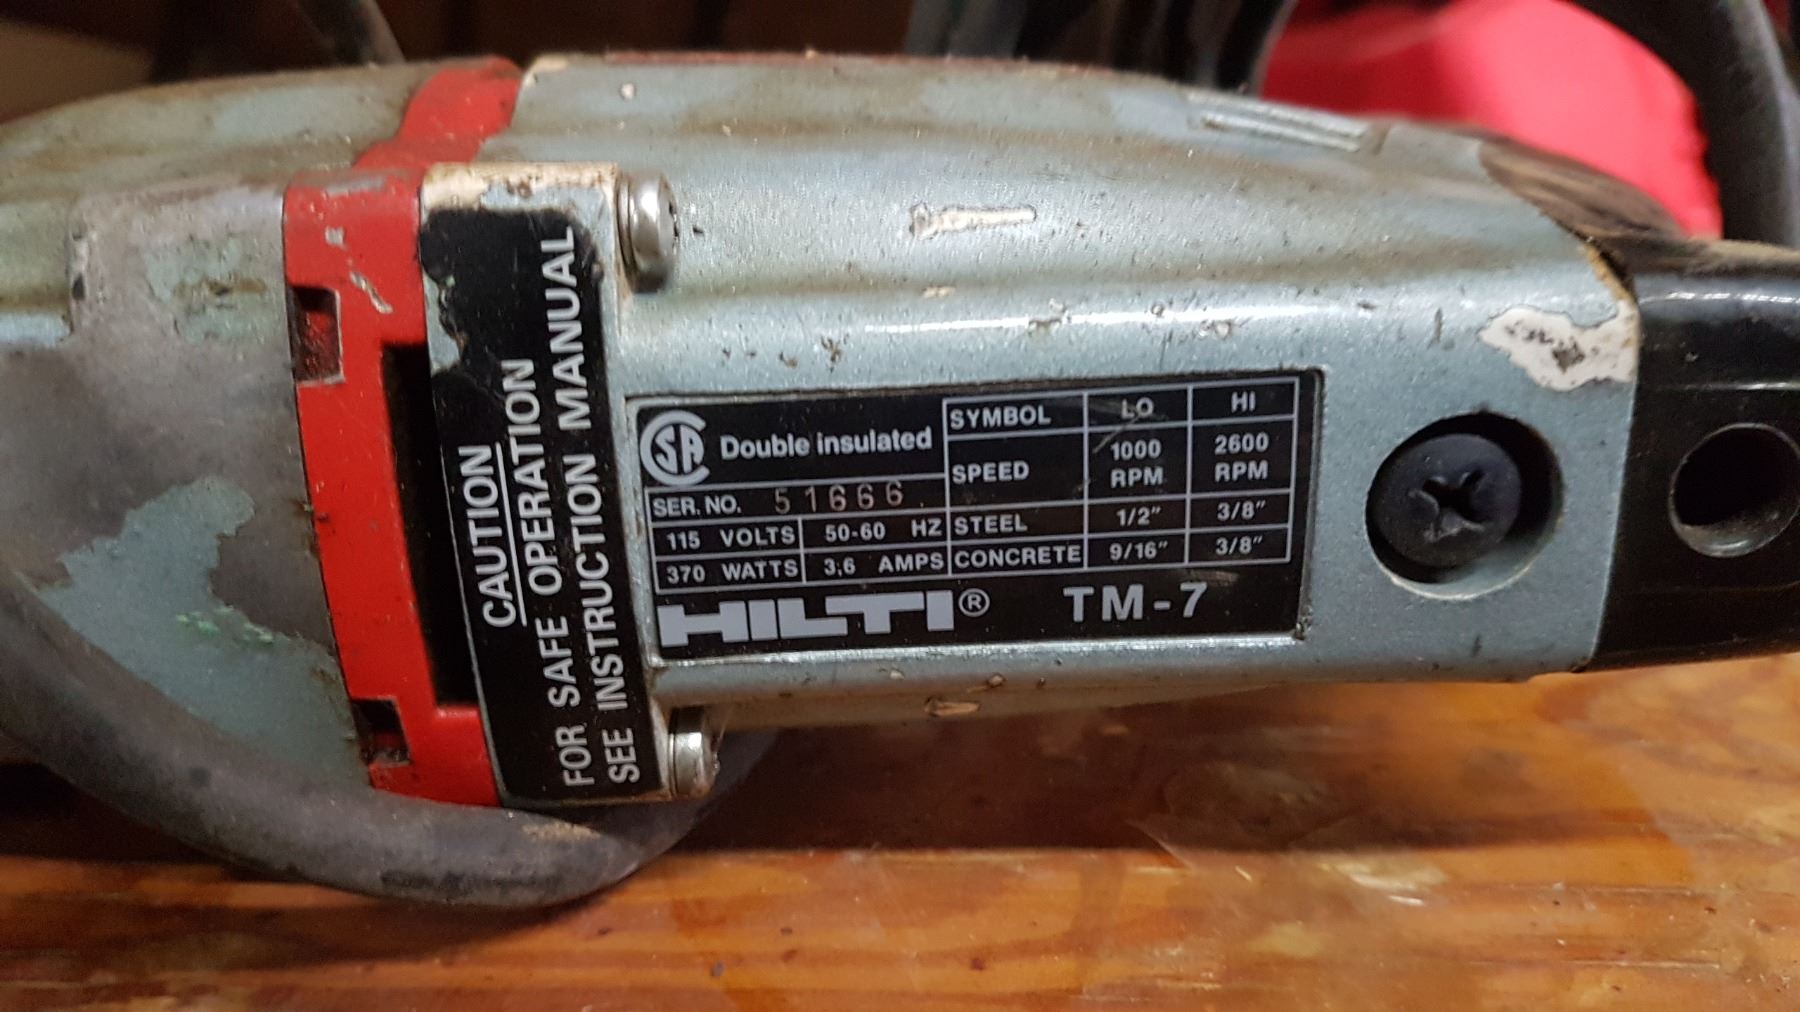 CAUTION
FOR SAFE OPERATION
SEE INSTRUCTION MANUAL
SA Double insulated
SER. NO. 51666
115 VOLTS 50-60 HZ
370 WATTS 3,6 AMPS
SYMBOL LO HI
SPEED 1000 RPM 2600 RPM
STEEL 1/2" 3/8"
CONCRETE 9/16" 3/8"
HILTI® TM-7